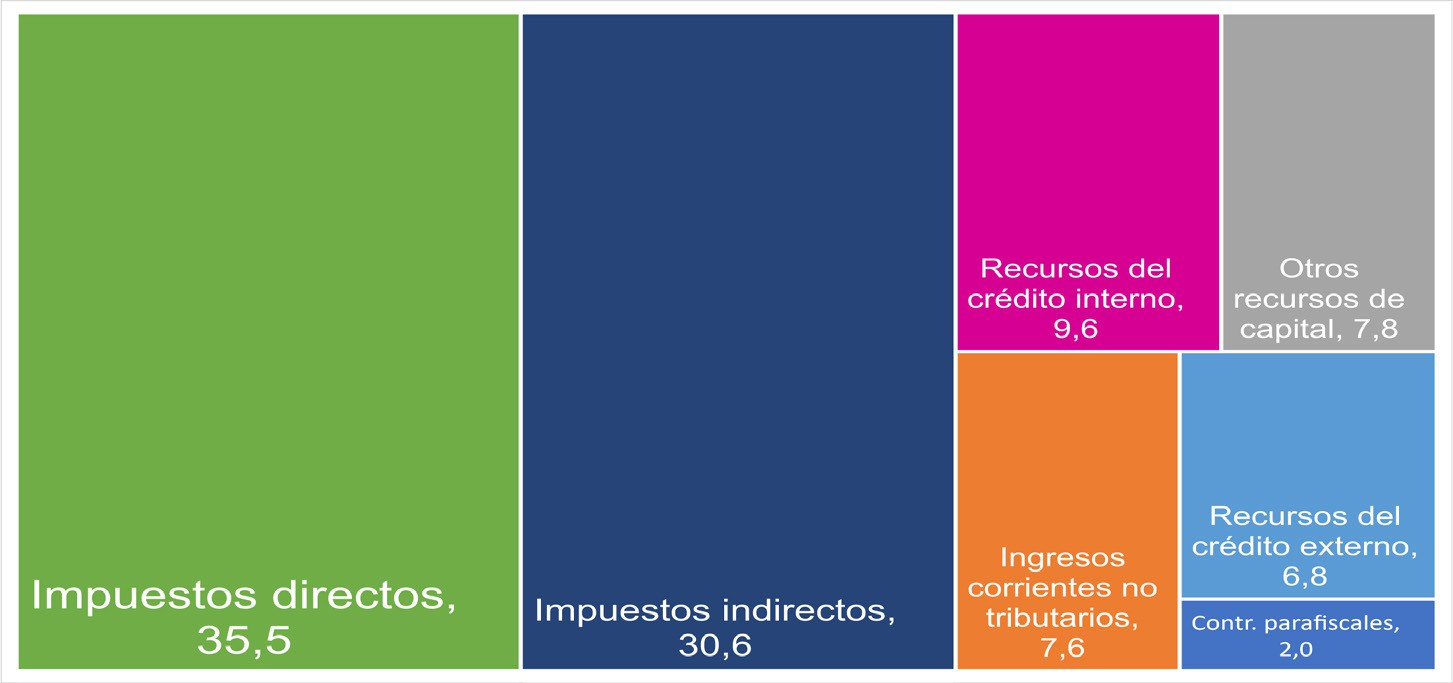 Impuestos directos,
35,5
Impuestos indirectos,
30,6
Recursos del
crédito interno,
9,6
Otros
recursos de
capital, 7,8
Ingresos
corrientes no
tributarios,
7,6
Recursos del
crédito externo,
6,8
Contr. parafiscales,
2,0